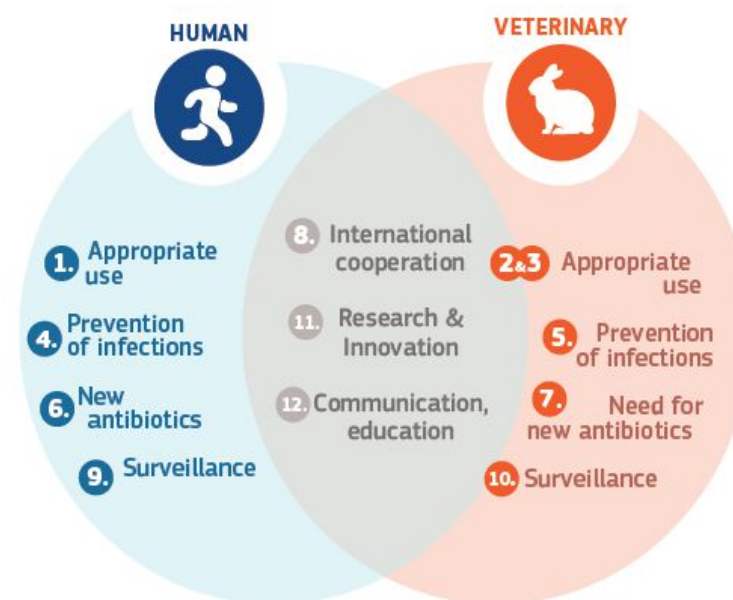 HUMAN
VETERINARY
1. Appropriate
use
4. Prevention
of infections
6. New
antibiotics
9. Surveillance
8. International
cooperation
11. Research &
Innovation
12. Communication,
education
2&3 Appropriate
use
5. Prevention
of infections
7. Need for
new antibiotics
10. Surveillance